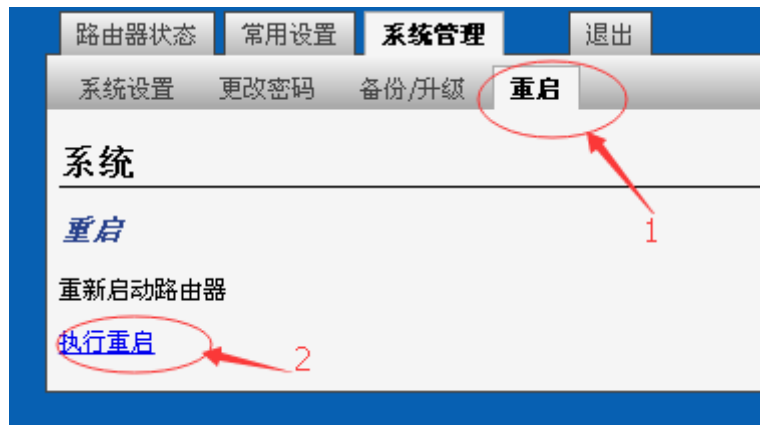 路由器状态 常用设置 系统管理 退出
系统设置 更改密码 备份/升级 重启
系统
重启
1
重新启动路由器
执行重启
2